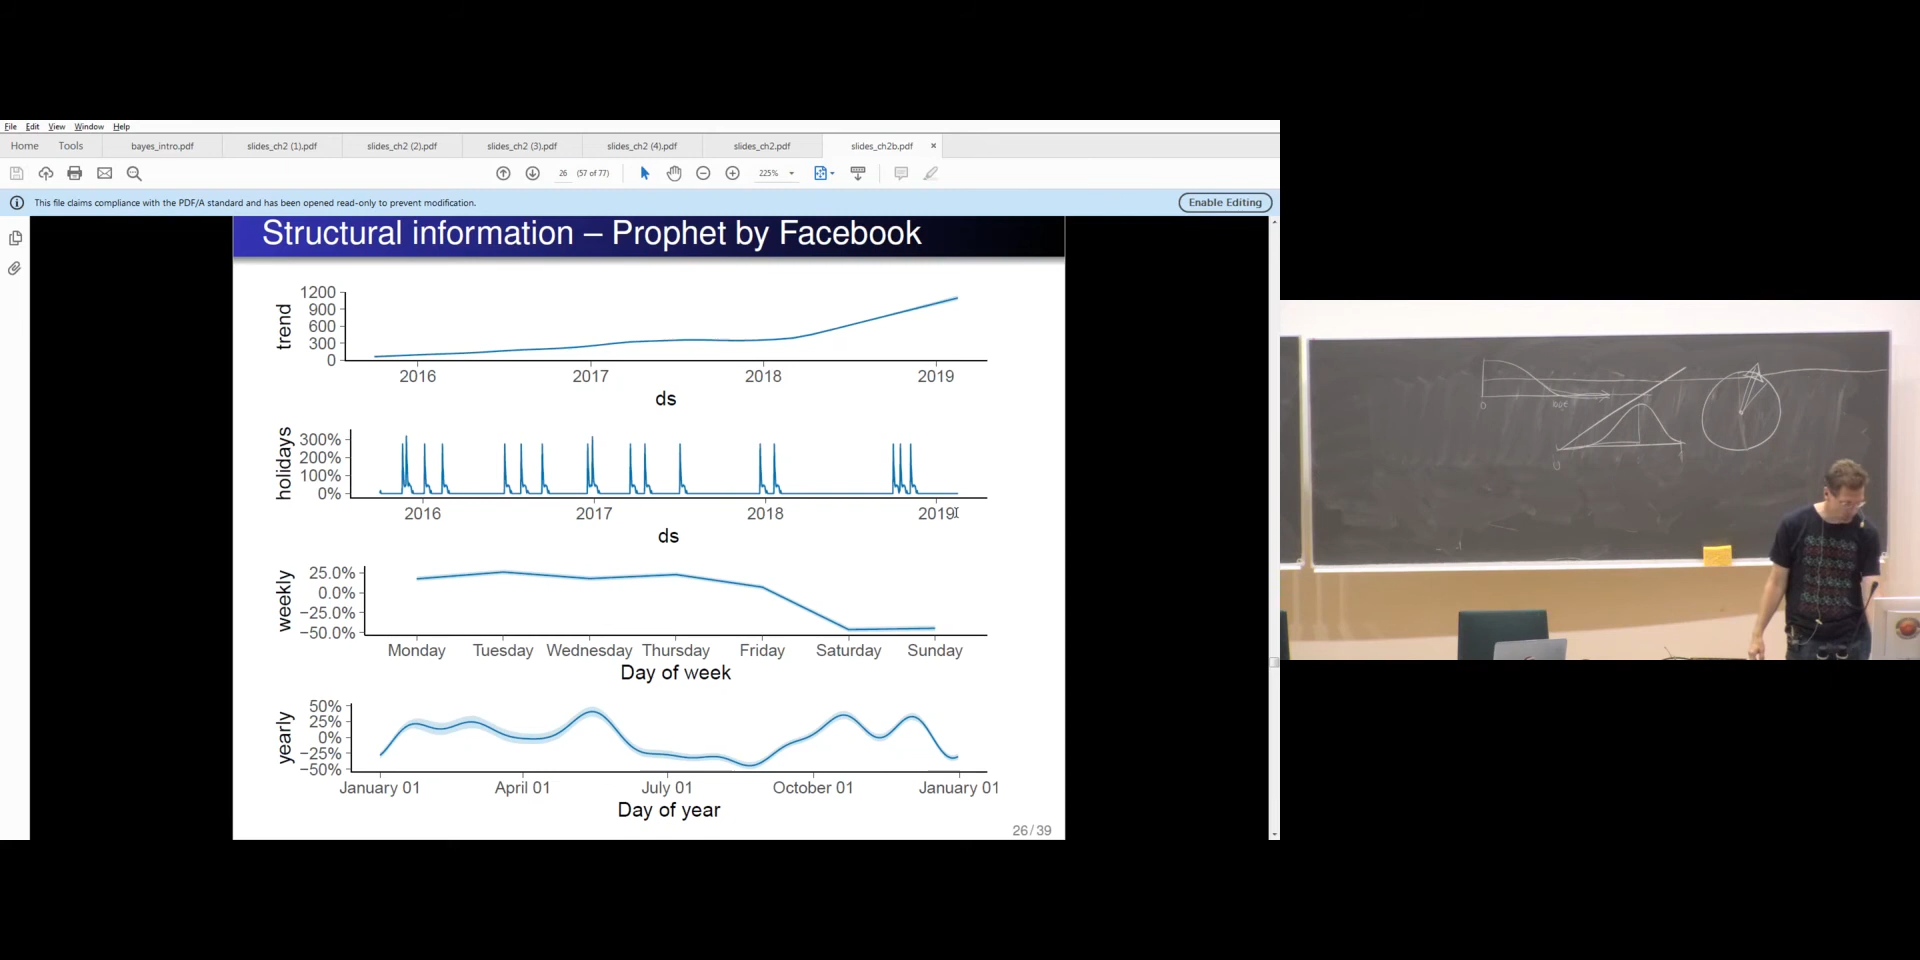 File Edit View Window Help
Home Tools bayes_intro.pdf slides_ch2 (1).pdf slides_ch2 (2).pdf slides_ch2 (3).pdf slides_ch2 (4).pdf slides_ch2.pdf slides_ch2b.pdf ×
26 (57 of 77) 225%
This file claims compliance with the PDF/A standard and has been opened read-only to prevent modification. Enable Editing
Structural information – Prophet by Facebook
trend
1200
900
600
300
0
2016 2017 2018 2019
ds
holidays
300%
200%
100%
0%
2016 2017 2018 2019
ds
weekly
25.0%
0.0%
−25.0%
−50.0%
Monday Tuesday Wednesday Thursday Friday Saturday Sunday
Day of week
yearly
50%
25%
0%
−25%
−50%
January 01 April 01 July 01 October 01 January 01
Day of year
26 / 39
0
0